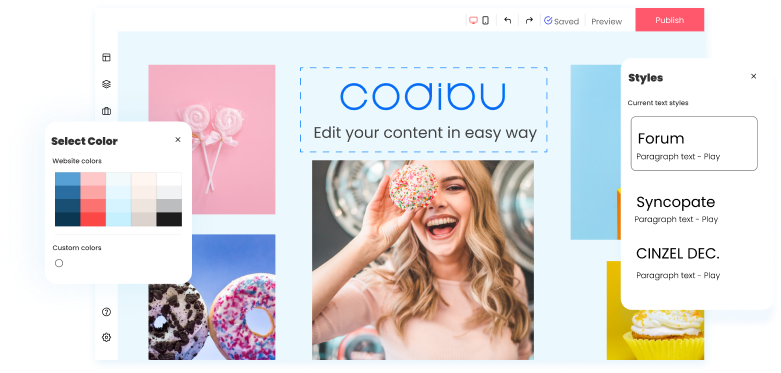 Saved
Preview
Publish
Select Color
Website colors
Custom colors
codibu
Edit your content in easy way
Styles
Current text styles
Forum
Paragraph text - Play
Syncopate
Paragraph text - Play
CINZEL DEC.
Paragraph text - Play